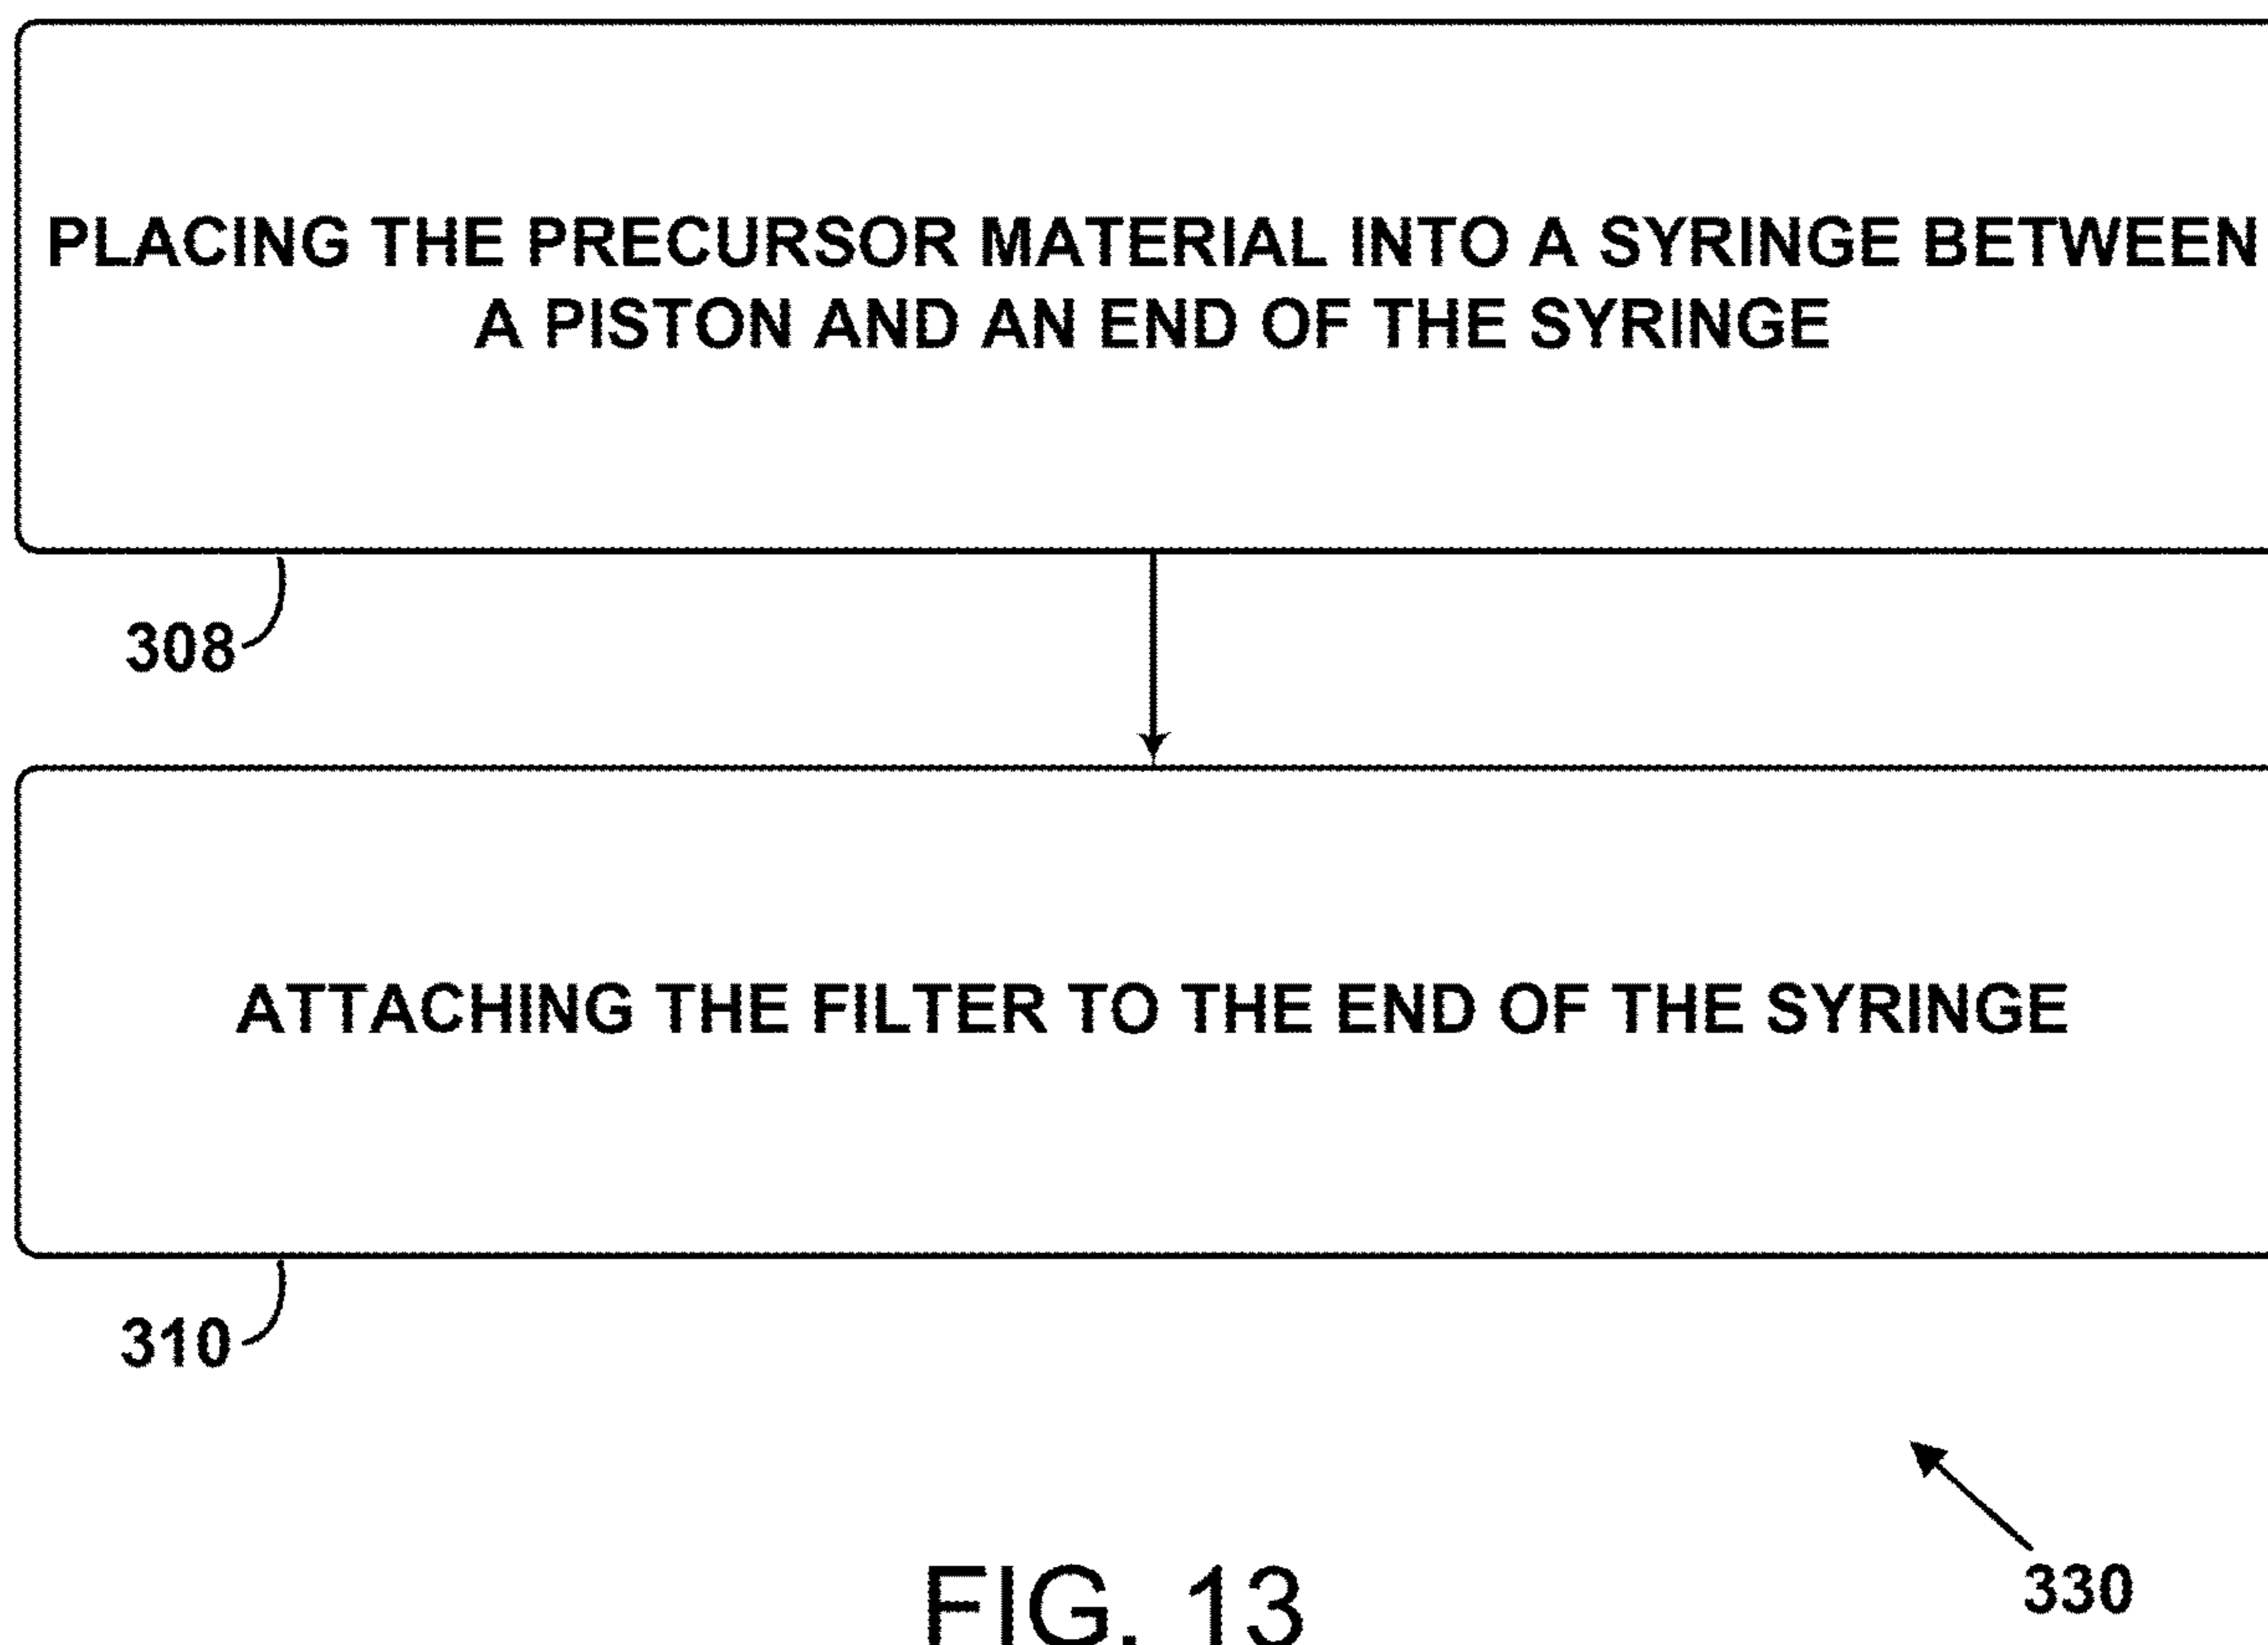 PLACING THE PRECURSOR MATERIAL INTO A SYRINGE BETWEEN
A PISTON AND AN END OF THE SYRINGE
308
ATTACHING THE FILTER TO THE END OF THE SYRINGE
310
330
FIG. 13